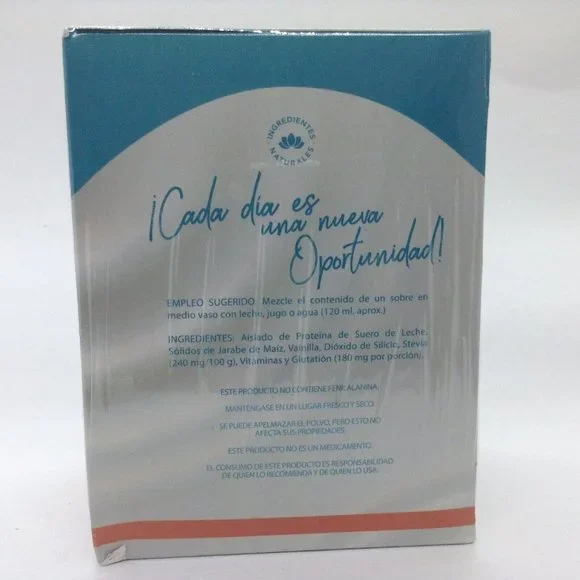 INGREDIENTES
NATURALES
¡Cada día es
una nueva
Oportunidad!
EMPLEO SUGERIDO: Mezcle el contenido de un sobre en
medio vaso con leche, jugo o agua (120 ml. aprox.)
INGREDIENTES: Aislado de Proteína de Suero de Leche,
Sólidos de Jarabe de Maíz, Vainilla, Dióxido de Silicio, Stevia
(240 mg/100 g), Vitaminas y Glutatión (180 mg por porción).
ESTE PRODUCTO NO CONTIENE FENILALANINA.
MANTÉNGASE EN UN LUGAR FRESCO Y SECO.
SE PUEDE APELMAZAR EL POLVO, PERO ESTO NO
AFECTA SUS PROPIEDADES.
ESTE PRODUCTO NO ES UN MEDICAMENTO.
EL CONSUMO DE ESTE PRODUCTO ES RESPONSABILIDAD
DE QUIEN LO RECOMIENDA Y DE QUIEN LO USA.